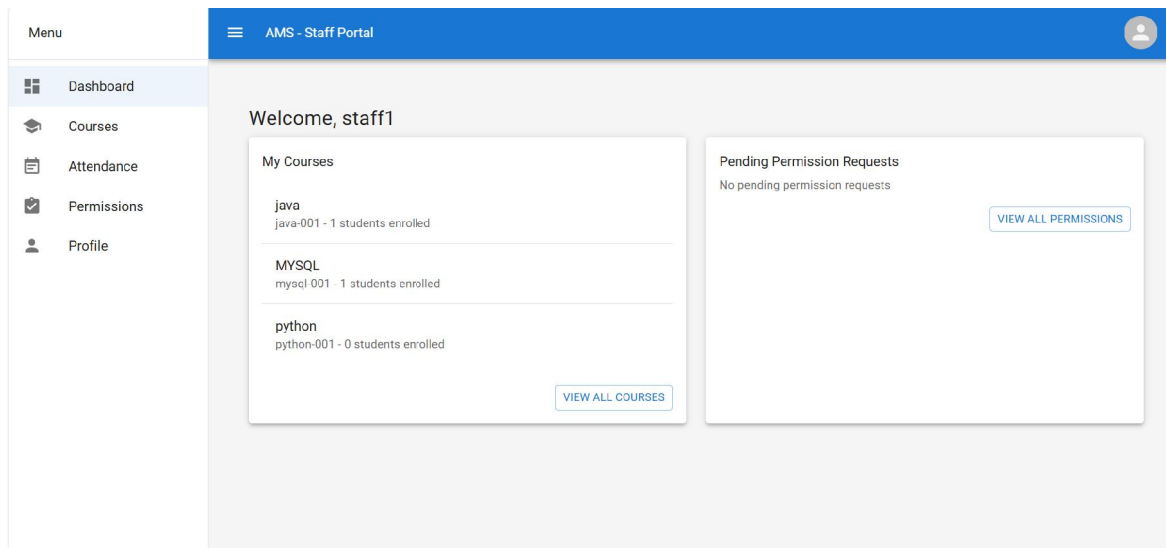 Menu
AMS - Staff Portal
Dashboard
Courses
Attendance
Permissions
Profile
Welcome, staff1
My Courses
java
java-001 - 1 students enrolled
MYSQL
mysql-001 - 1 students enrolled
python
python-001 - 0 students enrolled
VIEW ALL COURSES
Pending Permission Requests
No pending permission requests
VIEW ALL PERMISSIONS